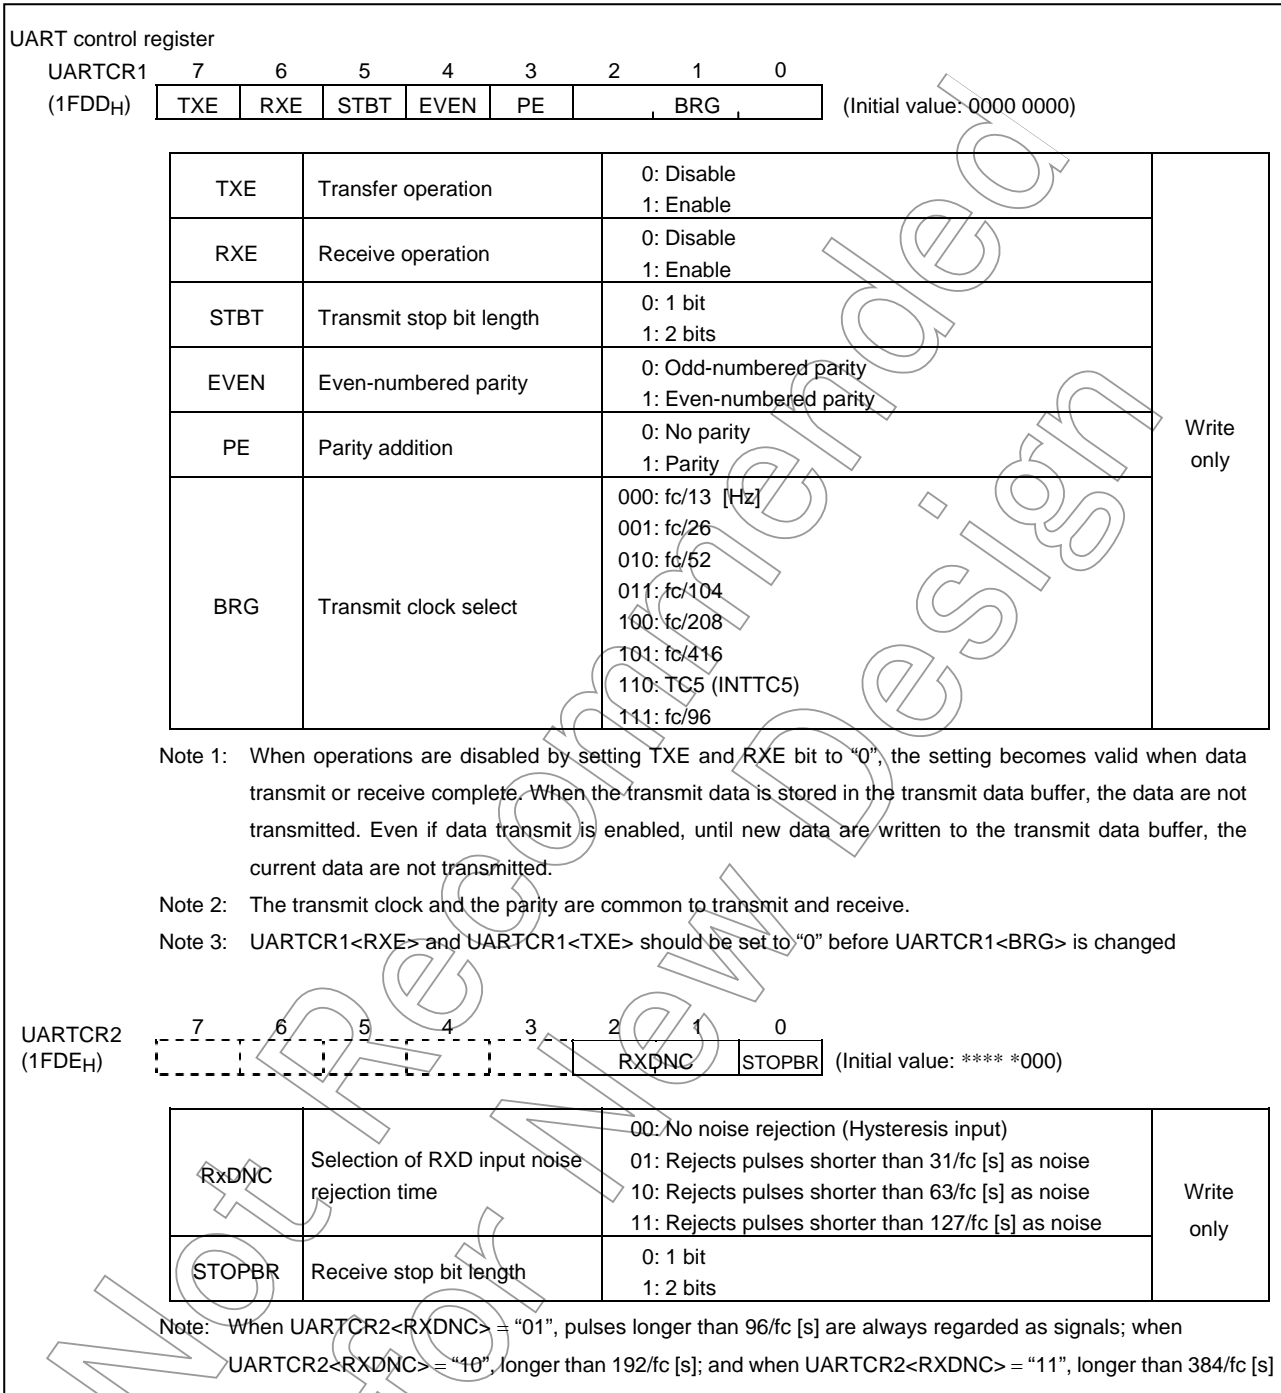 UART control register
UARTCR1 7 6 5 4 3 2 1 0
(1FDDH) TXE RXE STBT EVEN PE BRG (Initial value: 0000 0000)
TXE Transfer operation 0: Disable
1: Enable
RXE Receive operation 0: Disable
1: Enable
STBT Transmit stop bit length 0: 1 bit
1: 2 bits
EVEN Even-numbered parity 0: Odd-numbered parity
1: Even-numbered parity
PE Parity addition 0: No parity
1: Parity
Write
only
BRG Transmit clock select 000: fc/13 [Hz]
001: fc/26
010: fc/52
011: fc/104
100: fc/208
101: fc/416
110: TC5 (INTTC5)
111: fc/96
Note 1: When operations are disabled by setting TXE and RXE bit to “0”, the setting becomes valid when data
transmit or receive complete. When the transmit data is stored in the transmit data buffer, the data are not
transmitted. Even if data transmit is enabled, until new data are written to the transmit data buffer, the
current data are not transmitted.
Note 2: The transmit clock and the parity are common to transmit and receive.
Note 3: UARTCR1<RXE> and UARTCR1<TXE> should be set to “0” before UARTCR1<BRG> is changed
UARTCR2 7 6 5 4 3 2 1 0
(1FDEH) RXDNC STOPBR (Initial value: **** *000)
RxDNC Selection of RXD input noise
rejection time
00: No noise rejection (Hysteresis input)
01: Rejects pulses shorter than 31/fc [s] as noise
10: Rejects pulses shorter than 63/fc [s] as noise
11: Rejects pulses shorter than 127/fc [s] as noise
Write
only
STOPBR Receive stop bit length 0: 1 bit
1: 2 bits
Note: When UARTCR2<RXDNC> = “01”, pulses longer than 96/fc [s] are always regarded as signals; when
UARTCR2<RXDNC> = “10”, longer than 192/fc [s]; and when UARTCR2<RXDNC> = “11”, longer than 384/fc [s]
Not Recommended
for New Design